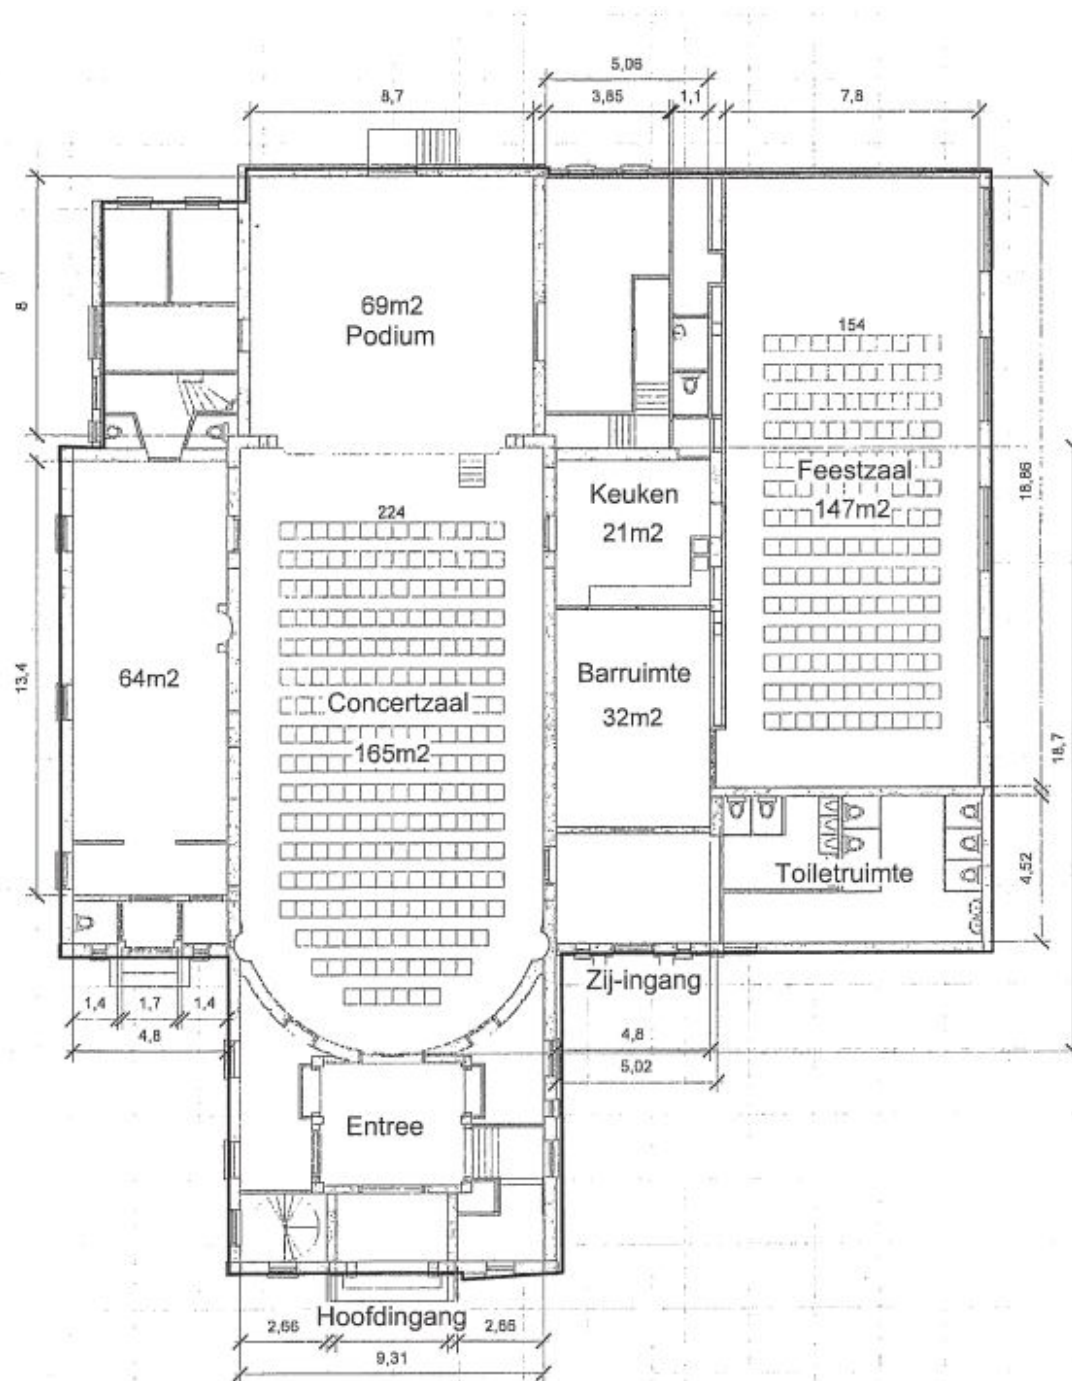 5,06
8,7
3,85
1,1
7,8
8
69m2
Podium
154
224
Keuken
21m2
Feestzaal
147m2
18,86
13,4
64m2
Barruimte
32m2
Concertzaal
165m2
18,7
Toiletruimte
4,52
Zij-ingang
1,4
1,7
1,4
4,8
4,8
5,02
Entree
Hoofdingang
2,66
2,66
9,31